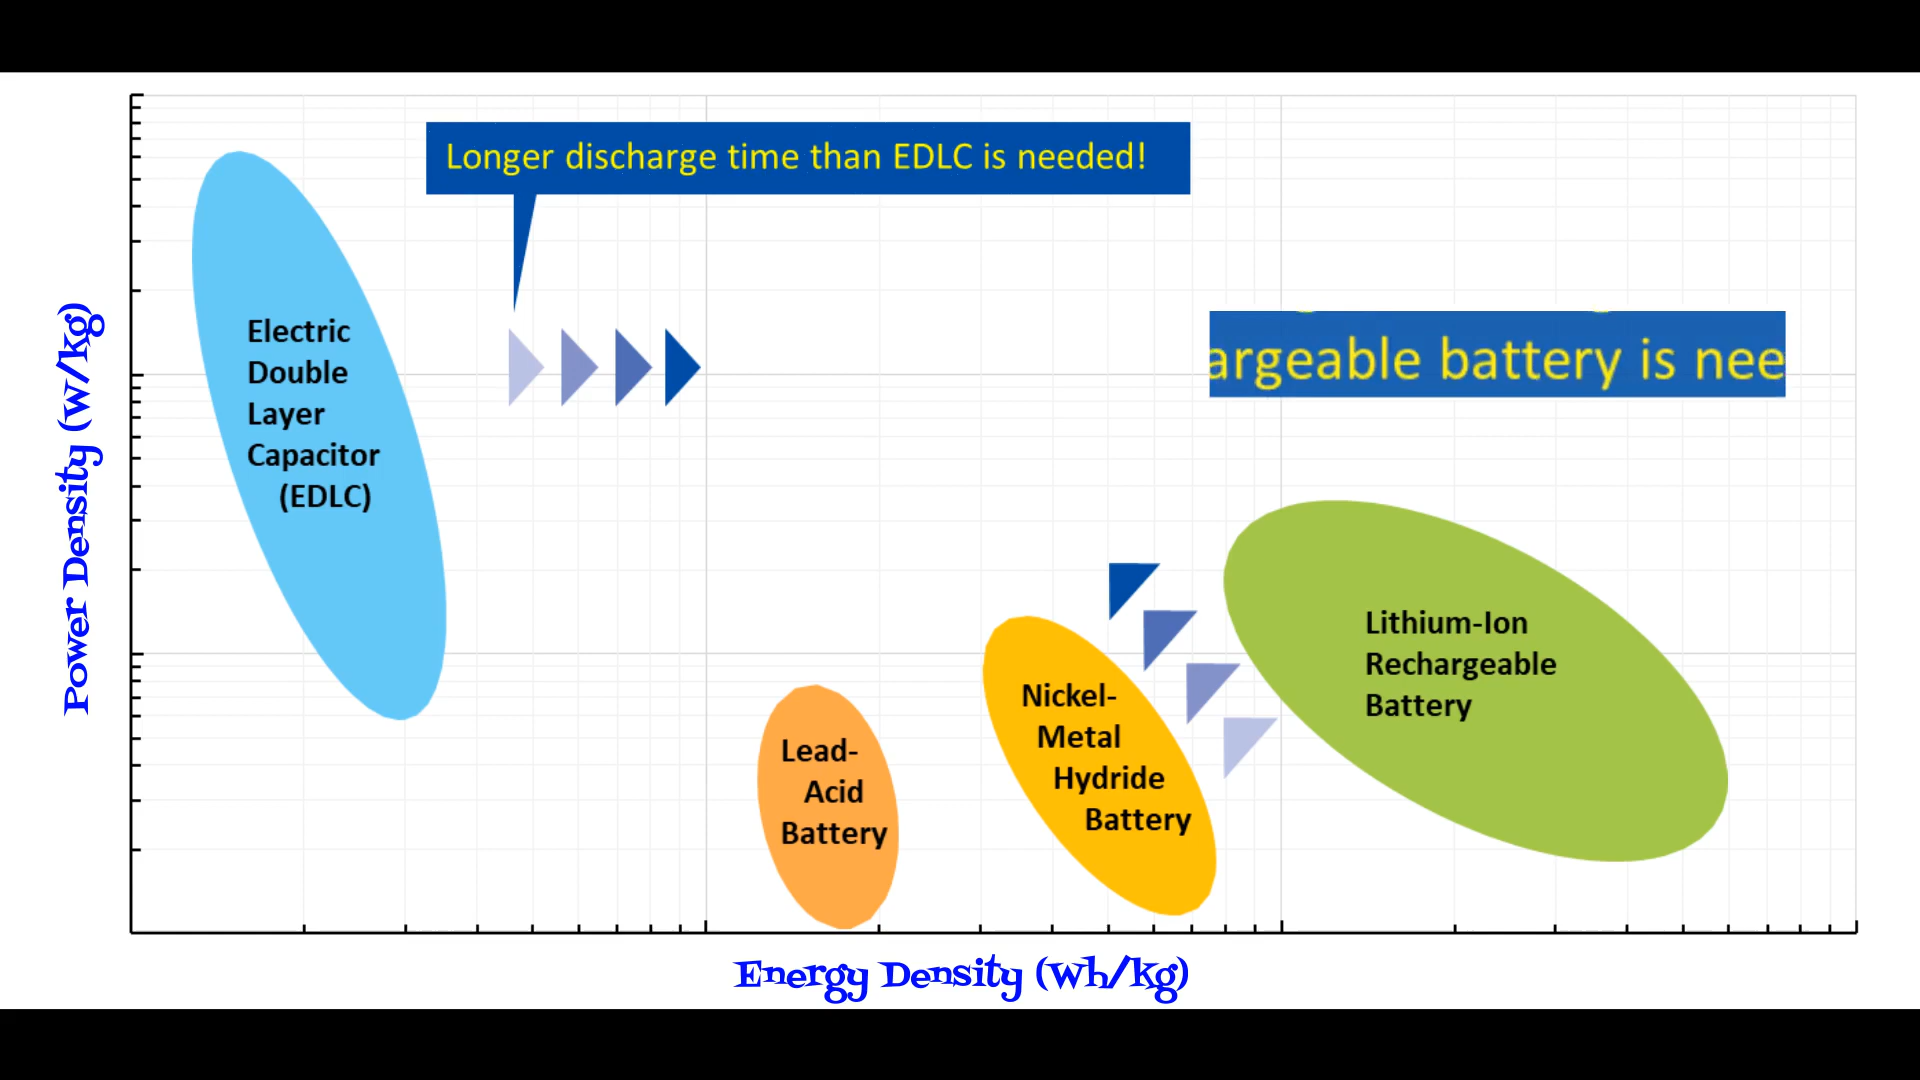 Longer discharge time than EDLC is needed!
argeable battery is nee
Electric
Double
Layer
Capacitor
(EDLC)
Lithium-Ion
Rechargeable
Battery
Nickel-
Metal
Hydride
Battery
Lead-
Acid
Battery
Power Density (W/kg)
Energy Density (Wh/kg)